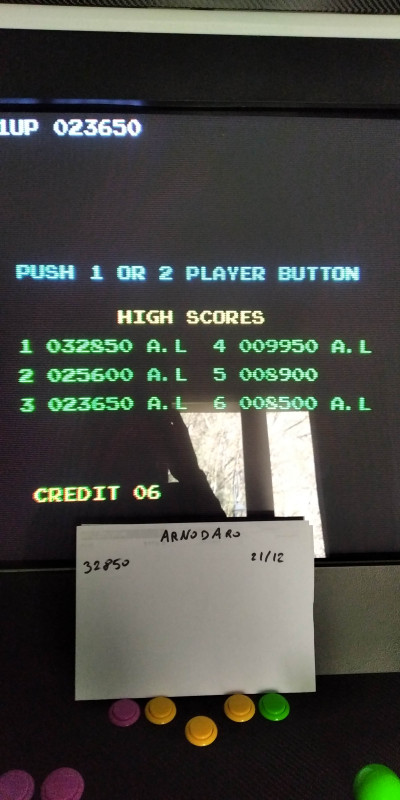 1UP 023650
PUSH 1 OR 2 PLAYER BUTTON
HIGH SCORES
1 032850 A.L 4 009950 A.L
2 025600 A.L 5 008900
3 023650 A.L 6 008500 A.L
CREDIT 06
ARNODARO
32850 21/12